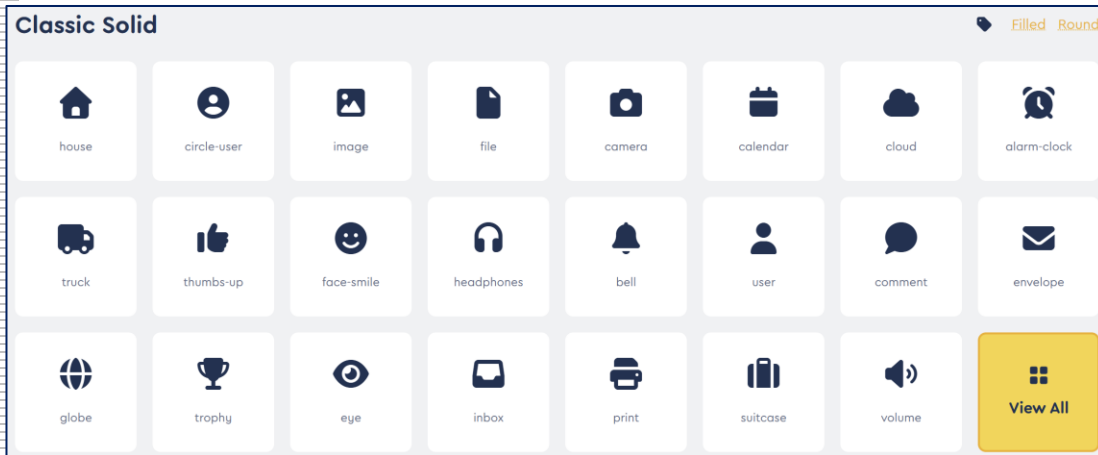 Classic Solid Filled Round
house circle-user image file camera calendar cloud alarm-clock
truck thumbs-up face-smile headphones bell user comment envelope
globe trophy eye inbox print suitcase volume View All